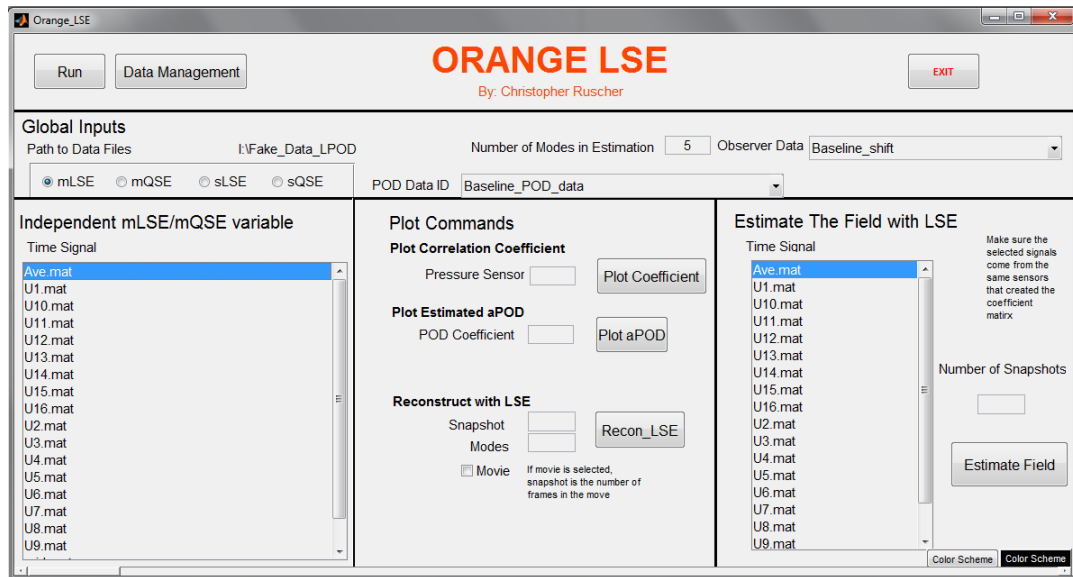 Orange_LSE
Run
Data Management
ORANGE LSE
By: Christopher Ruscher
EXIT
Global Inputs
Path to Data Files
I:\Fake_Data_LPOD
Number of Modes in Estimation
5
Observer Data
Baseline_shift
mLSE
mQSE
sLSE
sQSE
POD Data ID
Baseline_POD_data
Independent mLSE/mQSE variable
Time Signal
Ave.mat
U1.mat
U10.mat
U11.mat
U12.mat
U13.mat
U14.mat
U15.mat
U16.mat
U2.mat
U3.mat
U4.mat
U5.mat
U6.mat
U7.mat
U8.mat
U9.mat
Plot Commands
Plot Correlation Coefficient
Pressure Sensor
Plot Coefficient
Plot Estimated aPOD
POD Coefficient
Plot aPOD
Reconstruct with LSE
Snapshot
Modes
Recon_LSE
Movie
If movie is selected,
snapshot is the number of
frames in the move
Estimate The Field with LSE
Time Signal
Ave.mat
U1.mat
U10.mat
U11.mat
U12.mat
U13.mat
U14.mat
U15.mat
U16.mat
U2.mat
U3.mat
U4.mat
U5.mat
U6.mat
U7.mat
U8.mat
U9.mat
Make sure the
selected signals
come from the
same sensors
that created the
coefficient
matirx
Number of Snapshots
Estimate Field
Color Scheme
Color Scheme